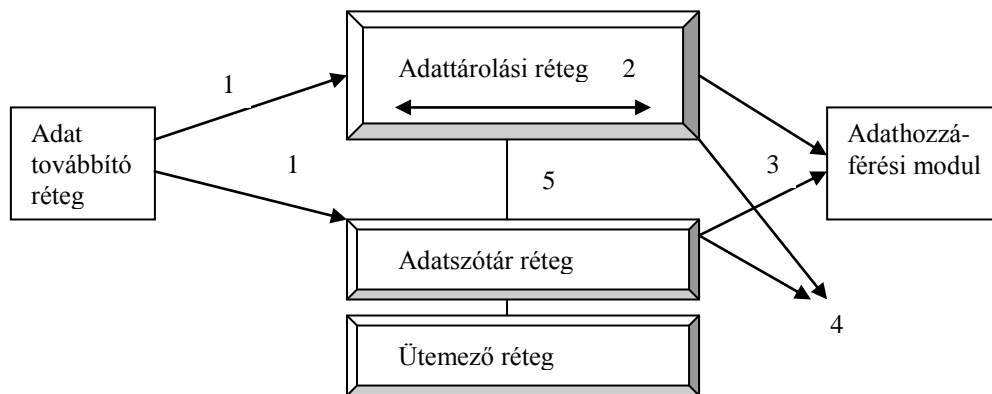 Adattárolási réteg 2
1
Adat
továbbító
réteg
Adathozzá-
férési modul
1
5
3
Adatszótár réteg
4
Ütemező réteg